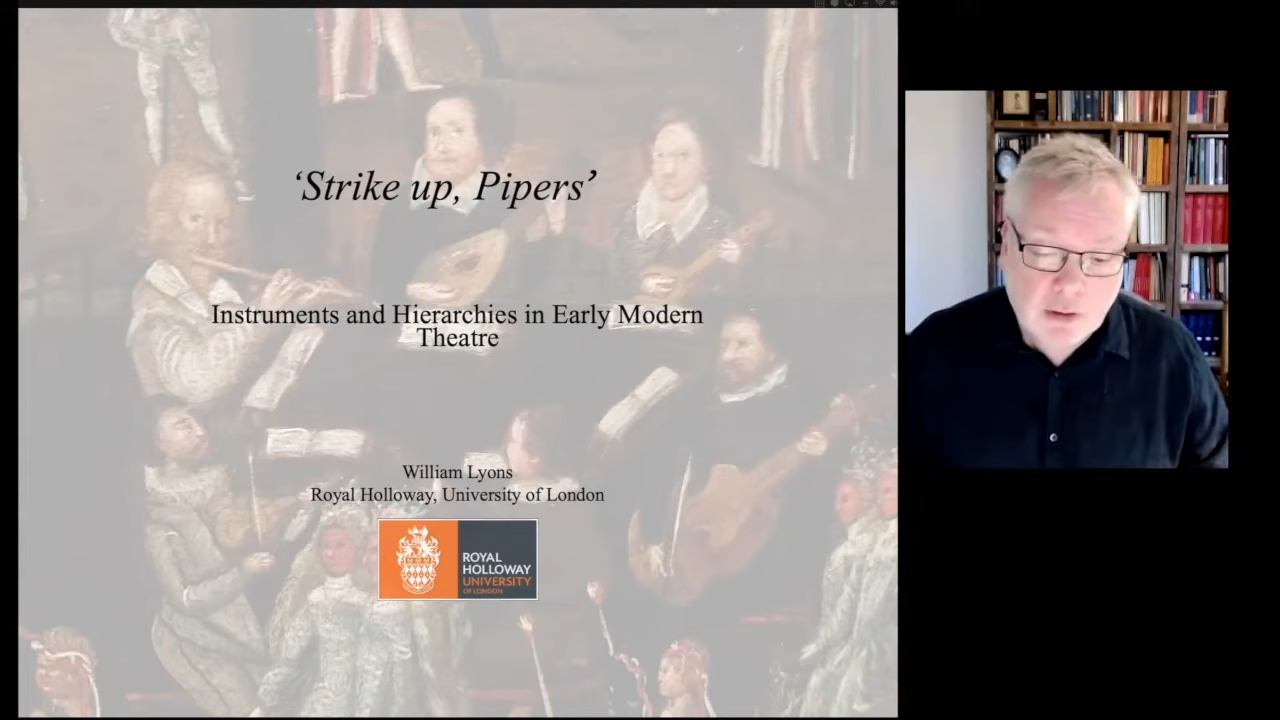 ‘Strike up, Pipers’
Instruments and Hierarchies in Early Modern
Theatre
William Lyons
Royal Holloway, University of London
ROYAL
HOLLOWAY
UNIVERSITY
OF LONDON